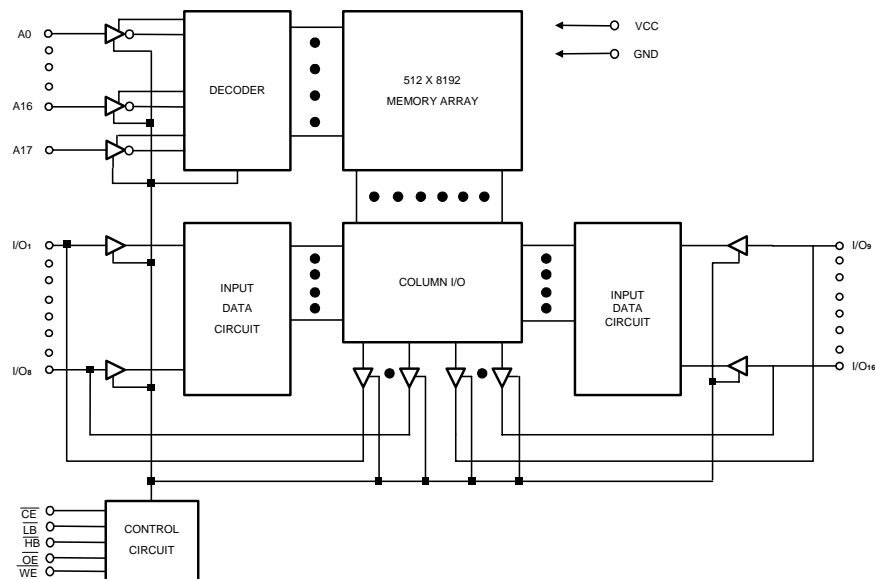 A0
VCC
GND
512 X 8192
MEMORY ARRAY
DECODER
A16
A17
I/O1
I/O9
INPUT
DATA
CIRCUIT
COLUMN I/O
INPUT
DATA
CIRCUIT
I/O8
I/O16
CE
LB
HB
OE
WE
CONTROL
CIRCUIT